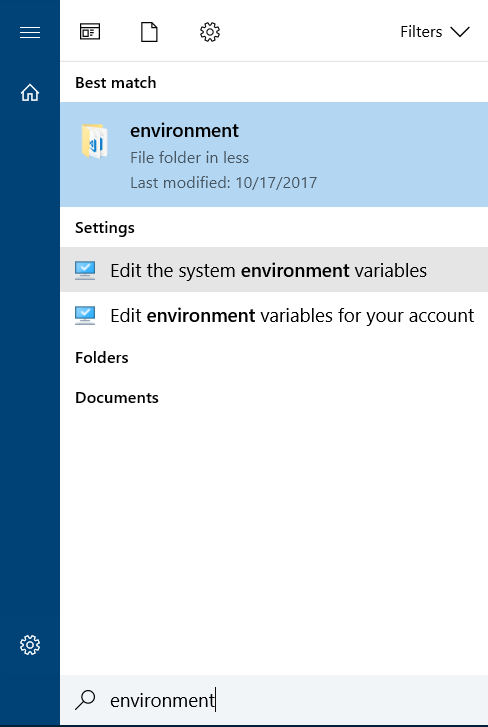 Filters
Best match
environment
File folder in less
Last modified: 10/17/2017
Settings
Edit the system environment variables
Edit environment variables for your account
Folders
Documents
environment